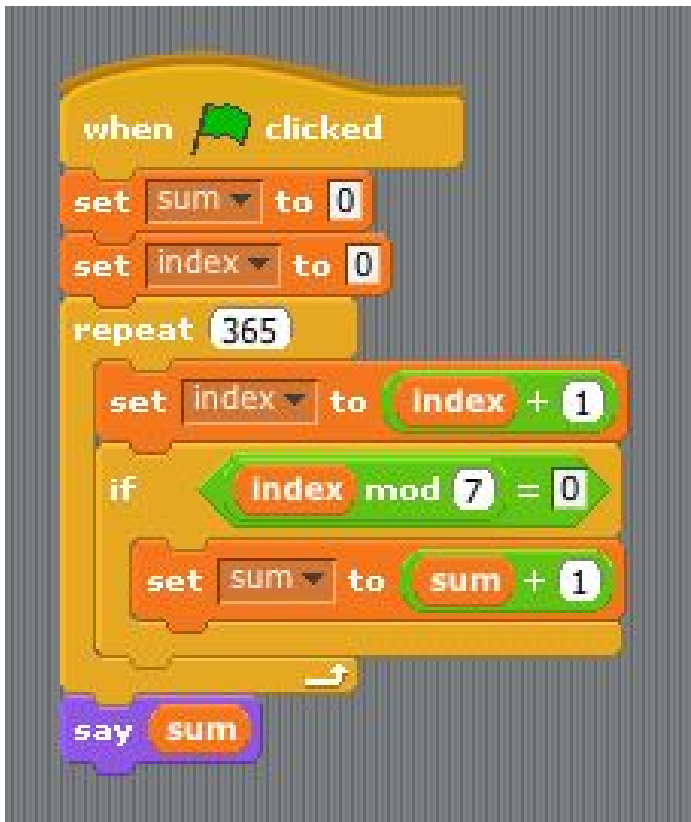 when clicked
set sum to 0
set index to 0
repeat 365
set index to index + 1
if index mod 7 = 0
set sum to sum + 1
say sum